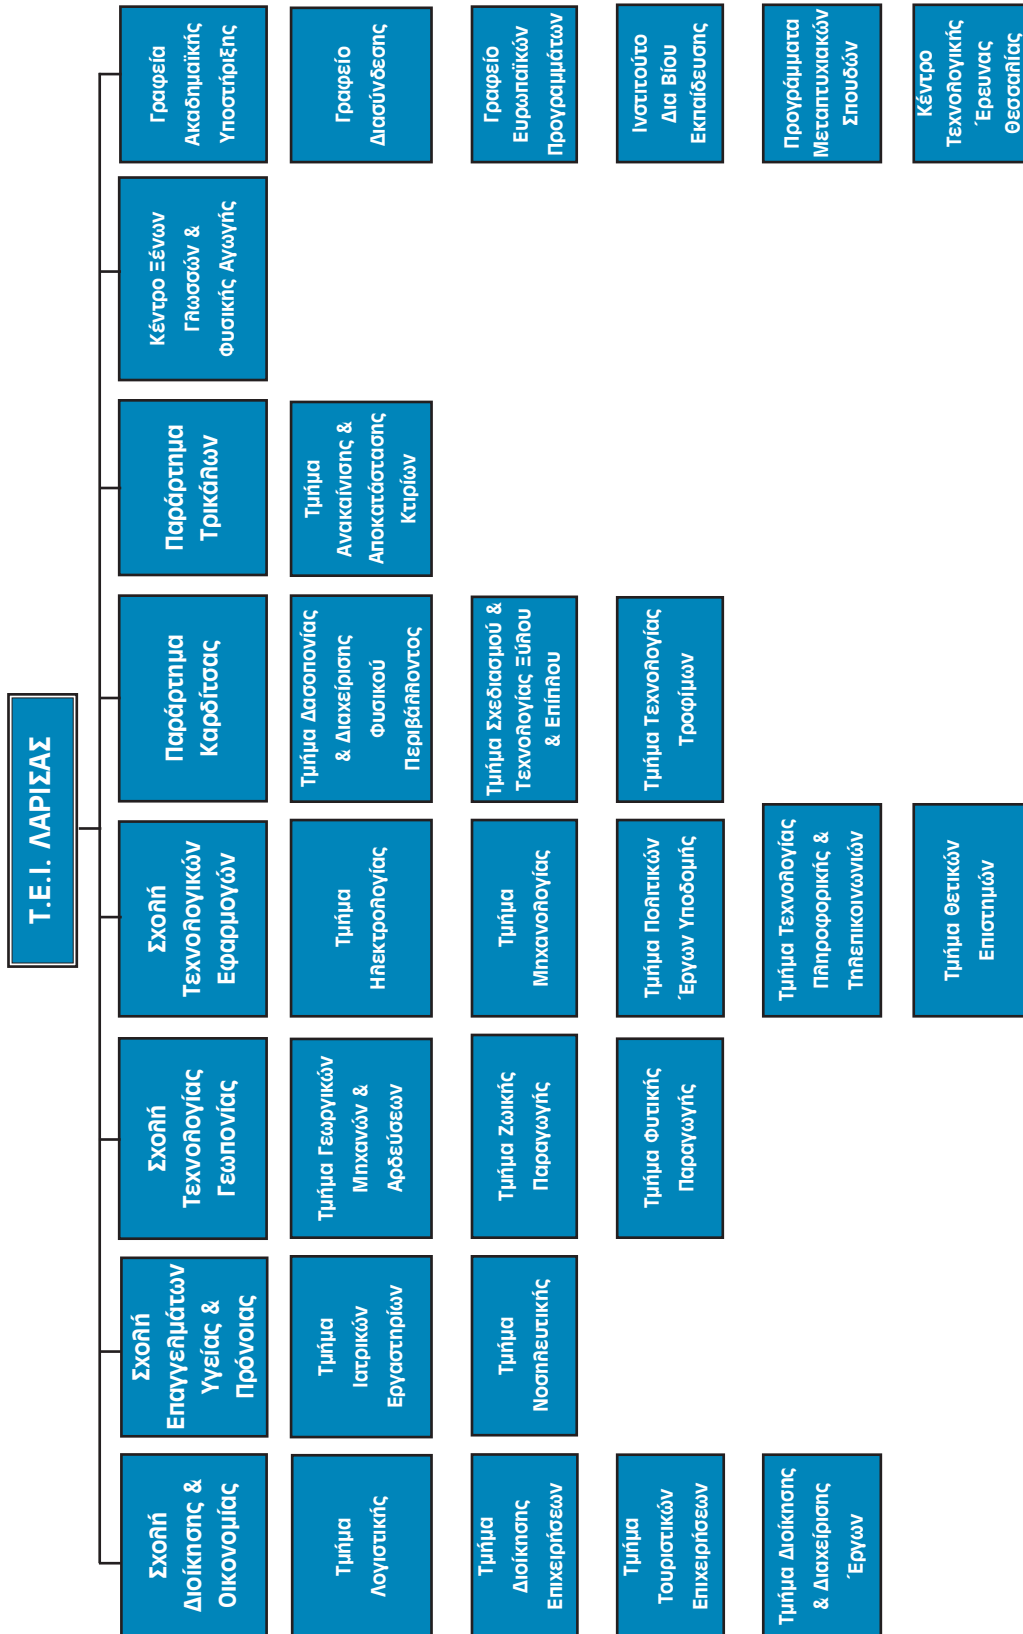 Τ.Ε.Ι. ΛΑΡΙΣΑΣ
Σχολή
Διοίκησης &
Οικονομίας
Τμήμα
Λογιστικής
Τμήμα
Διοίκησης
Επιχειρήσεων
Τμήμα
Τουριστικών
Επιχειρήσεων
Τμήμα Διοίκησης
& Διαχείρισης
Έργων
Σχολή
Επαγγελμάτων
Υγείας &
Πρόνοιας
Τμήμα
Ιατρικών
Εργαστηρίων
Τμήμα
Νοσηλευτικής
Σχολή
Τεχνολογίας
Γεωπονίας
Τμήμα Γεωργικών
Μηχανών &
Αρδεύσεων
Τμήμα Ζωικής
Παραγωγής
Τμήμα Φυτικής
Παραγωγής
Σχολή
Τεχνολογικών
Εφαρμογών
Τμήμα
Ηλεκτρολογίας
Τμήμα
Μηχανολογίας
Τμήμα Πολιτικών
Έργων Υποδομής
Τμήμα Τεχνολογίας
Πληροφορικής &
Τηλεπικοινωνιών
Τμήμα Θετικών
Επιστημών
Παράρτημα
Καρδίτσας
Τμήμα Δασοπονίας
& Διαχείρισης
Φυσικού
Περιβάλλοντος
Τμήμα Σχεδιασμού &
Τεχνολογίας Ξύλου
& Επίπλου
Τμήμα Τεχνολογίας
Τροφίμων
Παράρτημα
Τρικάλων
Τμήμα
Ανακαίνισης &
Αποκατάστασης
Κτιρίων
Κέντρο Ξένων
Γλωσσών &
Φυσικής Αγωγής
Γραφεία
Ακαδημαϊκής
Υποστήριξης
Γραφείο
Διασύνδεσης
Γραφείο
Ευρωπαϊκών
Προγραμμάτων
Ινστιτούτο
Δια Βίου
Εκπαίδευσης
Προγράμματα
Μεταπτυχιακών
Σπουδών
Κέντρο
Τεχνολογικής
Έρευνας
Θεσσαλίας